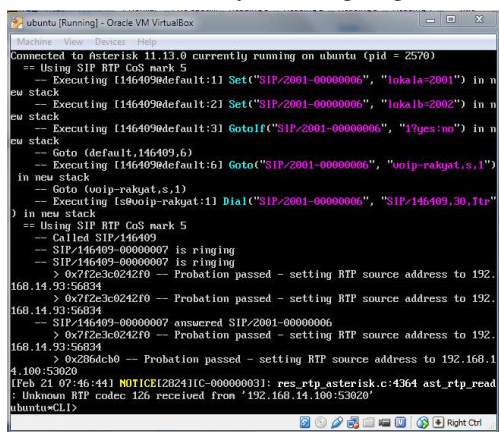 ubuntu [Running] - Oracle VM VirtualBox
Machine View Devices Help
Connected to Asterisk 11.13.0 currently running on ubuntu (pid = 2570)
== Using SIP RTP CoS mark 5
-- Executing [146409@default:1] Set("SIP/2001-00000006", "lokala=2001") in n
ew stack
-- Executing [146409@default:2] Set("SIP/2001-00000006", "lokalb=2002") in n
ew stack
-- Executing [146409@default:3] GotoIf("SIP/2001-00000006", "1?yes:no") in n
ew stack
-- Goto (default,146409,6)
-- Executing [146409@default:6] Goto("SIP/2001-00000006", "voip-rakyat,s,1")
in new stack
-- Goto (voip-rakyat,s,1)
-- Executing [s@voip-rakyat:1] Dial("SIP/2001-00000006", "SIP/146409,30,Ttr"
) in new stack
== Using SIP RTP CoS mark 5
-- Called SIP/146409
-- SIP/146409-00000007 is ringing
-- SIP/146409-00000007 is ringing
> 0x7f2e3c0242f0 -- Probation passed - setting RTP source address to 192.
168.14.93:56834
> 0x7f2e3c0242f0 -- Probation passed - setting RTP source address to 192.
168.14.93:56834
-- SIP/146409-00000007 answered SIP/2001-00000006
> 0x7f2e3c0242f0 -- Probation passed - setting RTP source address to 192.
168.14.93:56834
> 0x286dcb0 -- Probation passed - setting RTP source address to 192.168.1
4.100:53020
[Feb 21 07:46:44] NOTICE[2824][C-00000003]: res_rtp_asterisk.c:4364 ast_rtp_read
: Unknown RTP codec 126 received from '192.168.14.100:53020'
ubuntu*CLI>
Right Ctrl